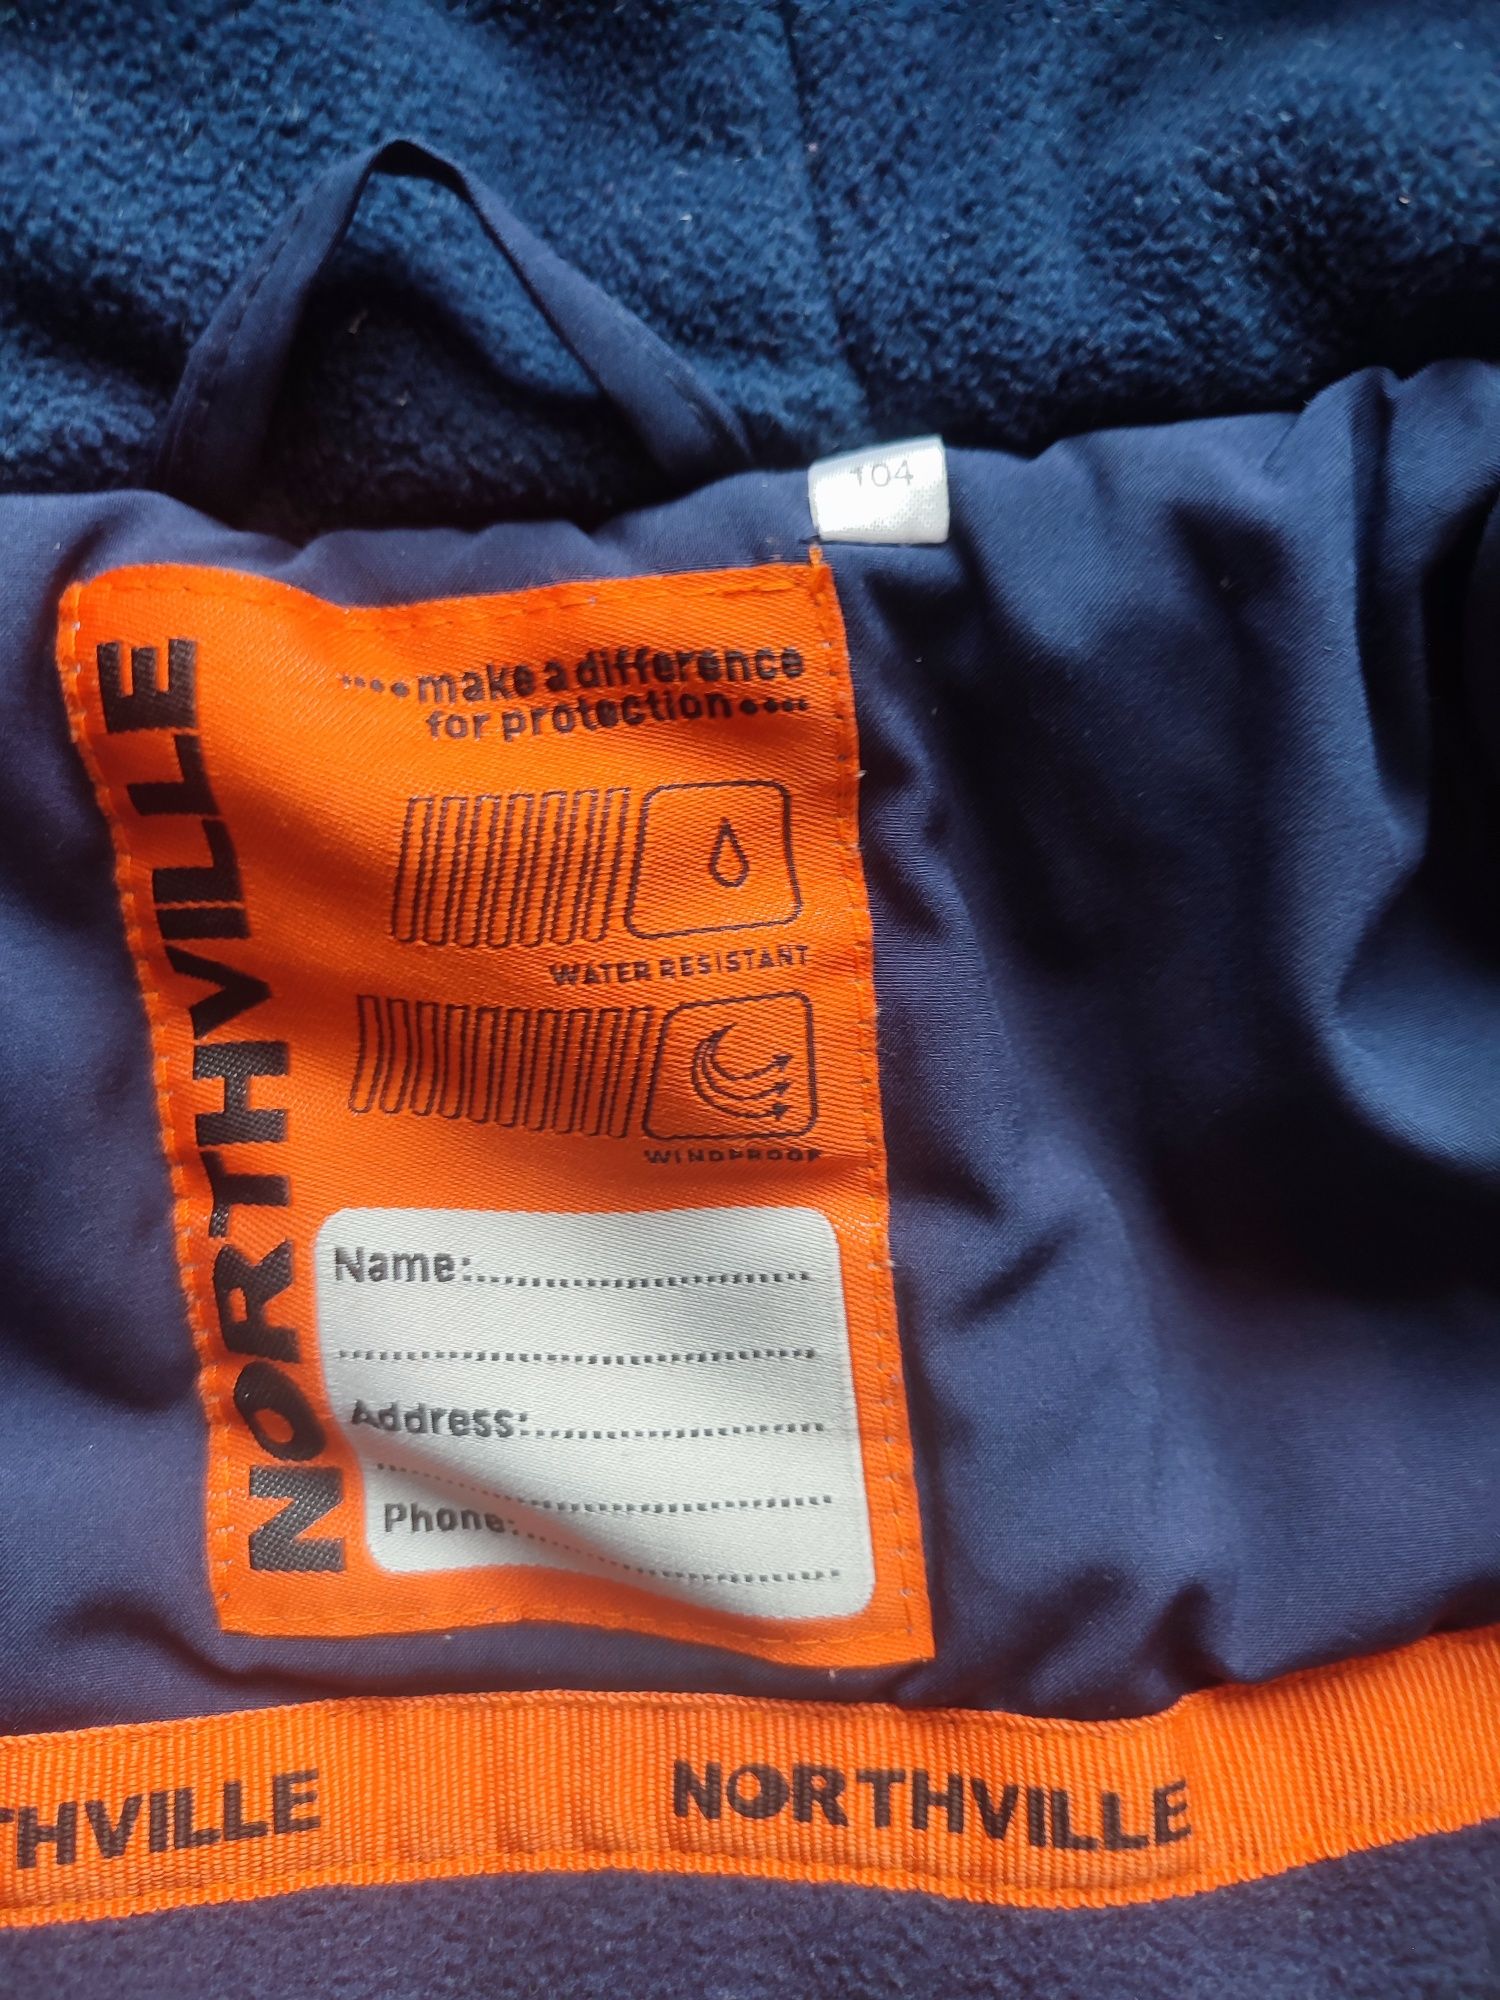 104
NORTHVILLE
make a difference
for protection
WATER RESISTANT
WINDPROOF
Name:
Address:
Phone:
THVILLE NORTHVILLE